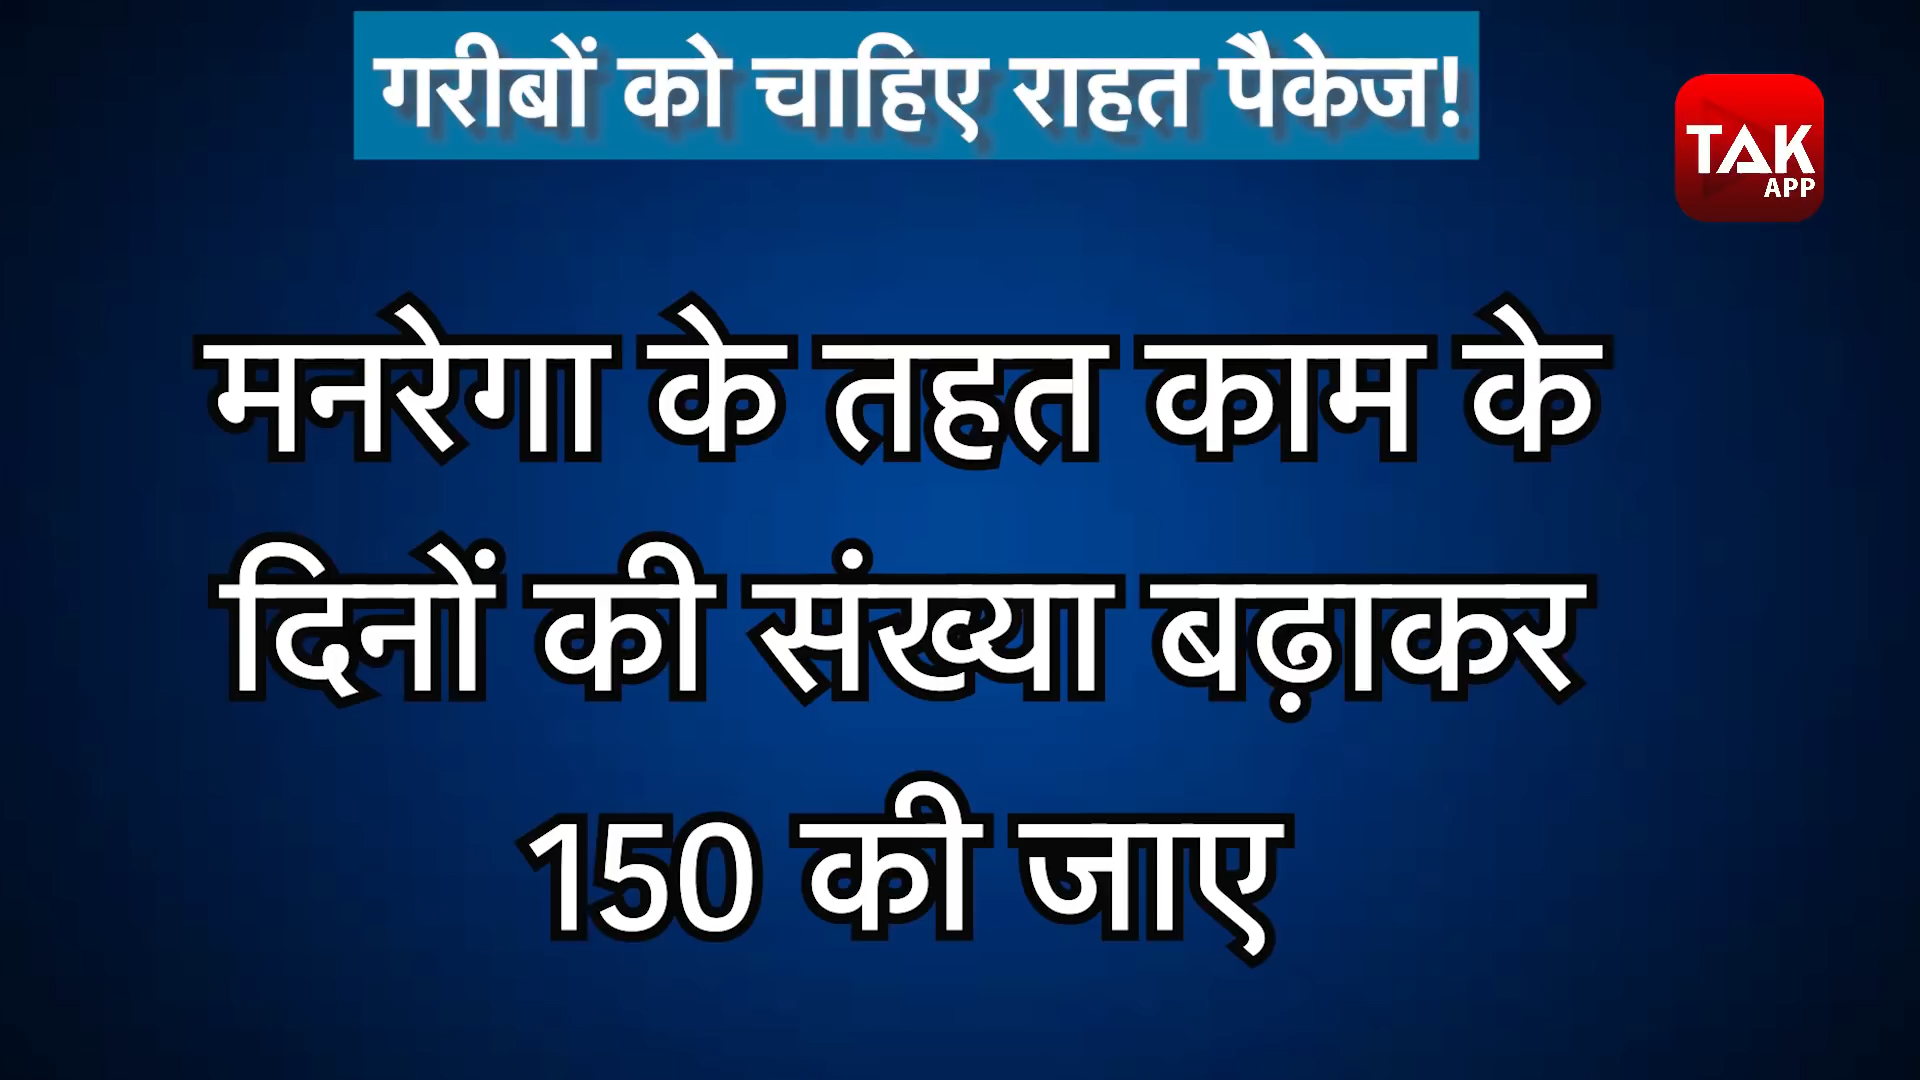 गरीबों को चाहिए राहत पैकेज!
TAK
APP
मनरेगा के तहत काम के
दिनों की संख्या बढ़ाकर
150 की जाए